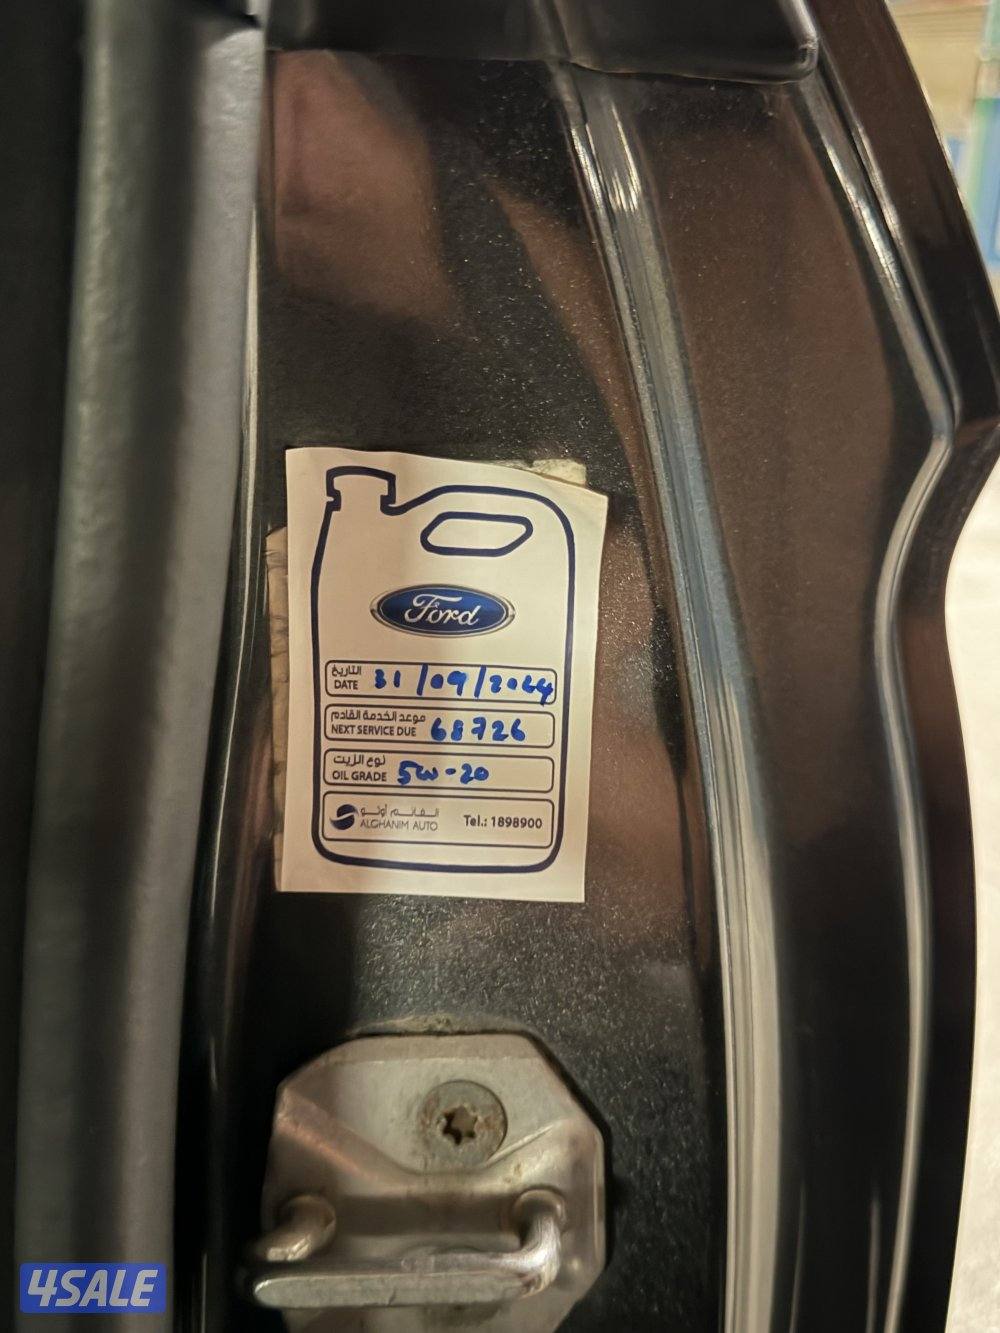 Ford
التاريخ
DATE 31/09/2024
موعد الخدمة القادم
NEXT SERVICE DUE 68726
نوع الزيت
OIL GRADE 5W-20
الغانم أوتو
ALGHANIM AUTO Tel.: 1898900
4SALE